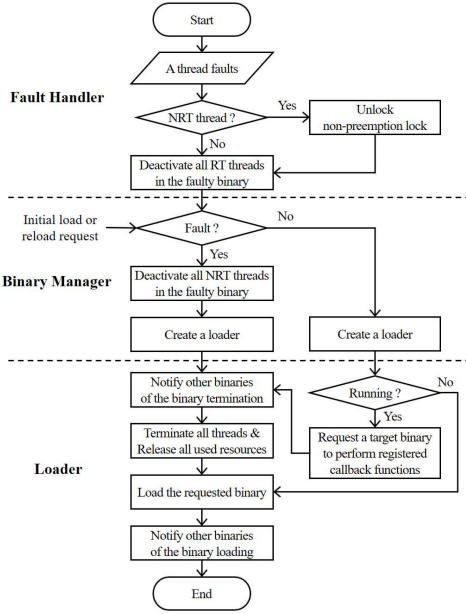 Start
A thread faults
Fault Handler
NRT thread ?
Yes
Unlock
non-preemption lock
No
Deactivate all RT threads
in the faulty binary
Initial load or
reload request
Fault ?
No
Yes
Binary Manager
Deactivate all NRT threads
in the faulty binary
Create a loader
Create a loader
Notify other binaries
of the binary termination
Running ?
No
Yes
Terminate all threads &
Release all used resources
Request a target binary
to perform registered
callback functions
Loader
Load the requested binary
Notify other binaries
of the binary loading
End